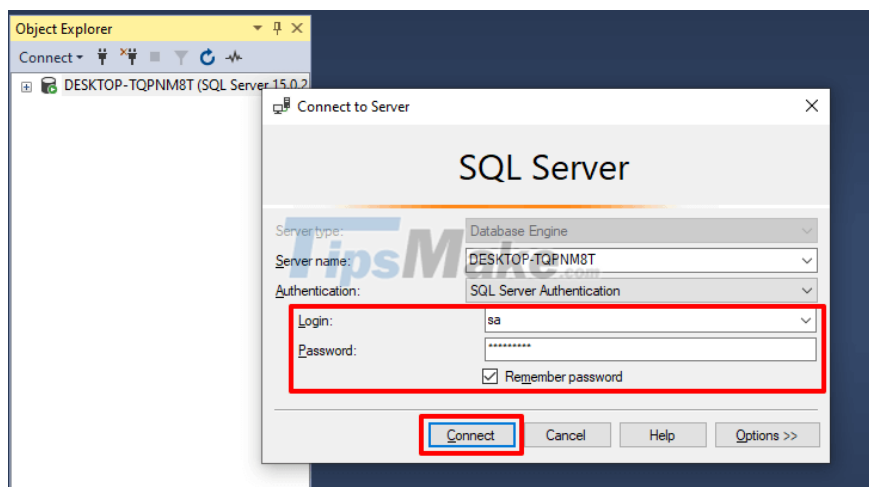 Object Explorer
Connect
DESKTOP-TQPNM8T (SQL Server 15.0.2
Connect to Server
SQL Server
Server type: Database Engine
Server name: DESKTOP-TQPNM8T
Authentication: SQL Server Authentication
Login: sa
Password: *********
Remember password
Connect Cancel Help Options >>
TipsMake.com